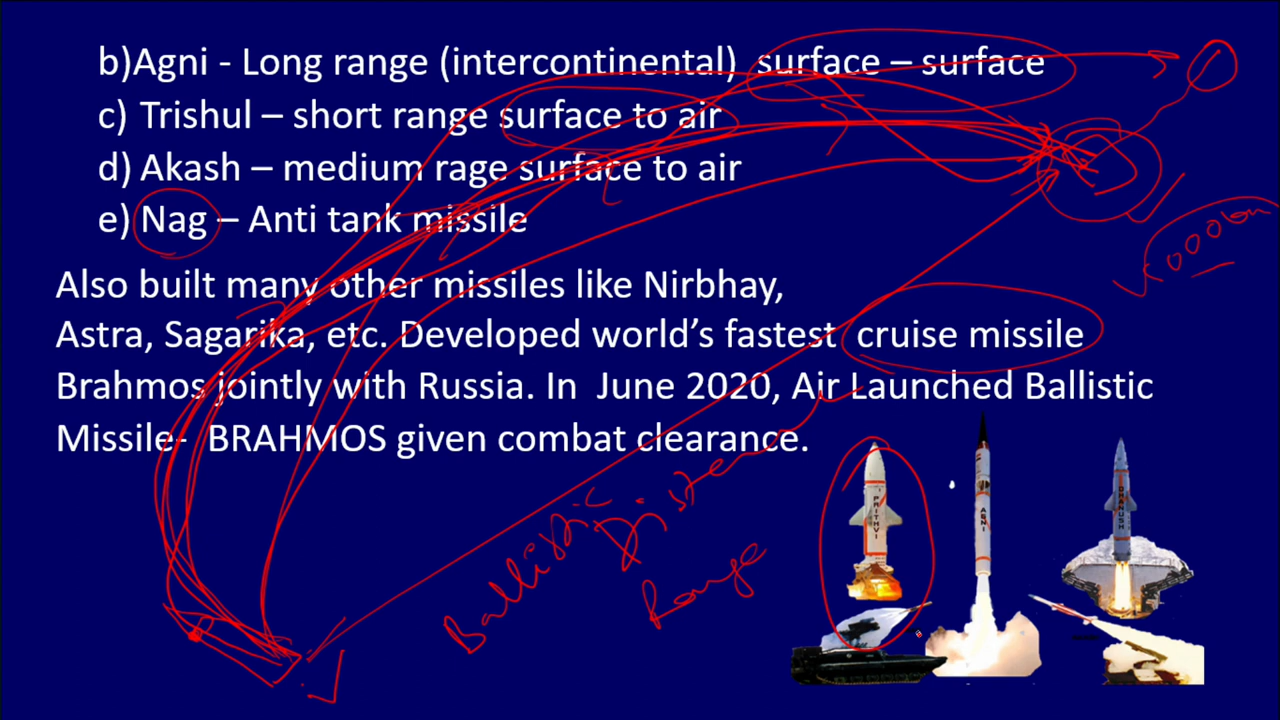 b)Agni - Long range (intercontinental) surface – surface
c) Trishul – short range surface to air
d) Akash – medium rage surface to air
e) Nag – Anti tank missile
Also built many other missiles like Nirbhay,
Astra, Sagarika, etc. Developed world's fastest cruise missile
Brahmos jointly with Russia. In June 2020, Air Launched Ballistic
Missile- BRAHMOS given combat clearance.
Ballistic
Range
PRITHVI
AGNI
DHANUSH